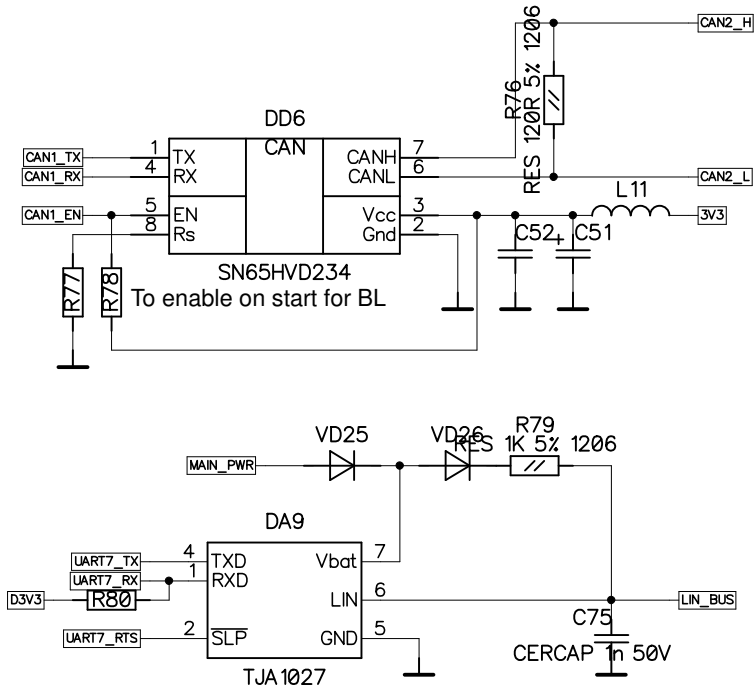 CAN2_H
R76
RES 120R 5% 1206
DD6
CAN
CAN1_TX 1 TX CANH 7
CAN1_RX 4 RX CANL 6 CAN2_L
L11
CAN1_EN 5 EN Vcc 3 3V3
8 Rs Gnd 2
C52 + C51
R77
R78
SN65HVD234
To enable on start for BL
R79
VD25 VD26 RES 1K 5% 1206
MAIN_PWR
DA9
UART7_TX 4 TXD Vbat 7
UART7_RX 1 RXD
D3V3 R80 LIN 6 LIN_BUS
C75
UART7_RTS 2 SLP GND 5
CERCAP 1n 50V
TJA1027